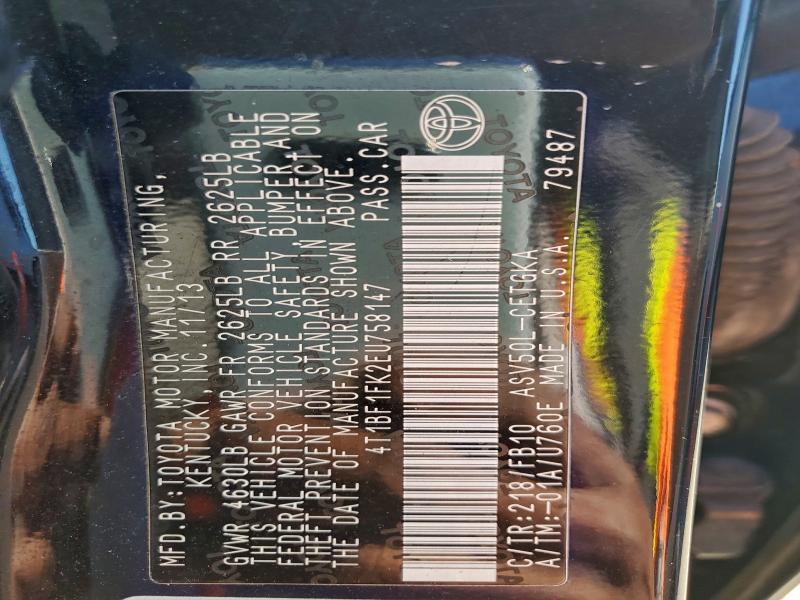 MFD.BY:TOYOTA MOTOR MANUFACTURING,
KENTUCKY INC.11/13
GVWR 4630LB GAWR FR 2625LB RR 2625LB
THIS VEHICLE CONFORMS TO ALL APPLICABLE
FEDERAL MOTOR VEHICLE SAFETY,BUMPER,AND
THEFT PREVENTION STANDARDS IN EFFECT ON
THE DATE OF MANUFACTURE SHOWN ABOVE.
4T1BF1FK2EU758147 PASS.CAR
C/TR:218/FB10 ASV50L-CETGKA
A/TM:-01A/U760E MADE IN U.S.A. 79487
TOYOTA